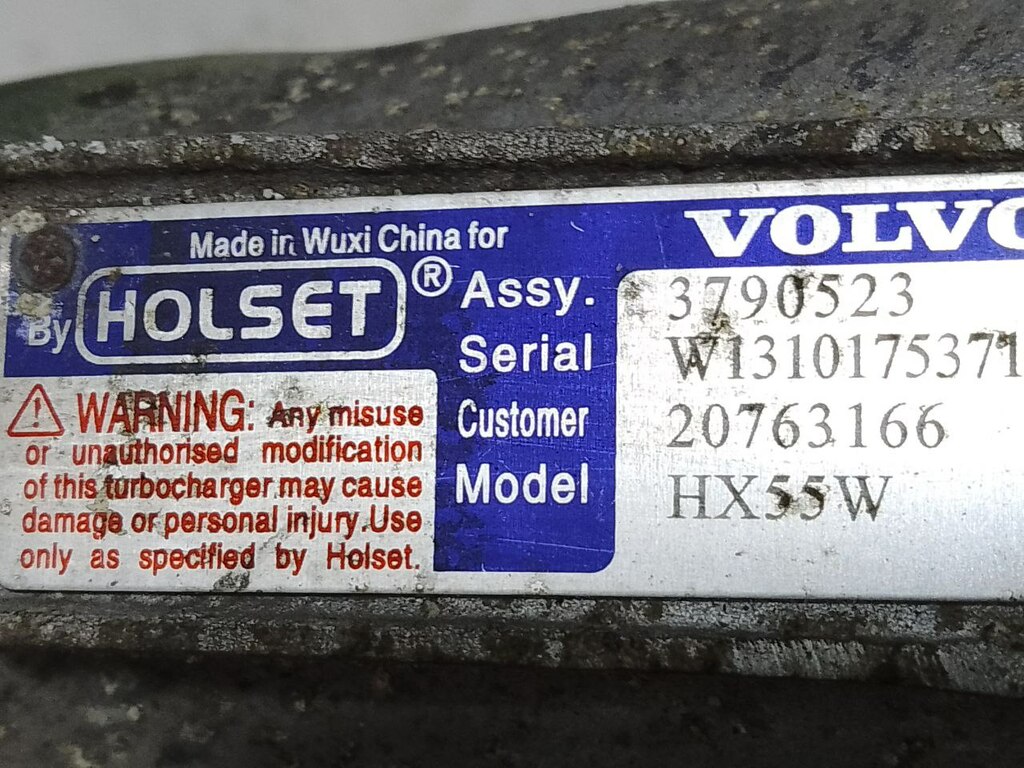 Made in Wuxi China for VOLVO
By HOLSET®
Assy. 3790523
Serial W1310175371
Customer 20763166
Model HX55W
WARNING: Any misuse
or unauthorised modification
of this turbocharger may cause
damage or personal injury.Use
only as specified by Holset.